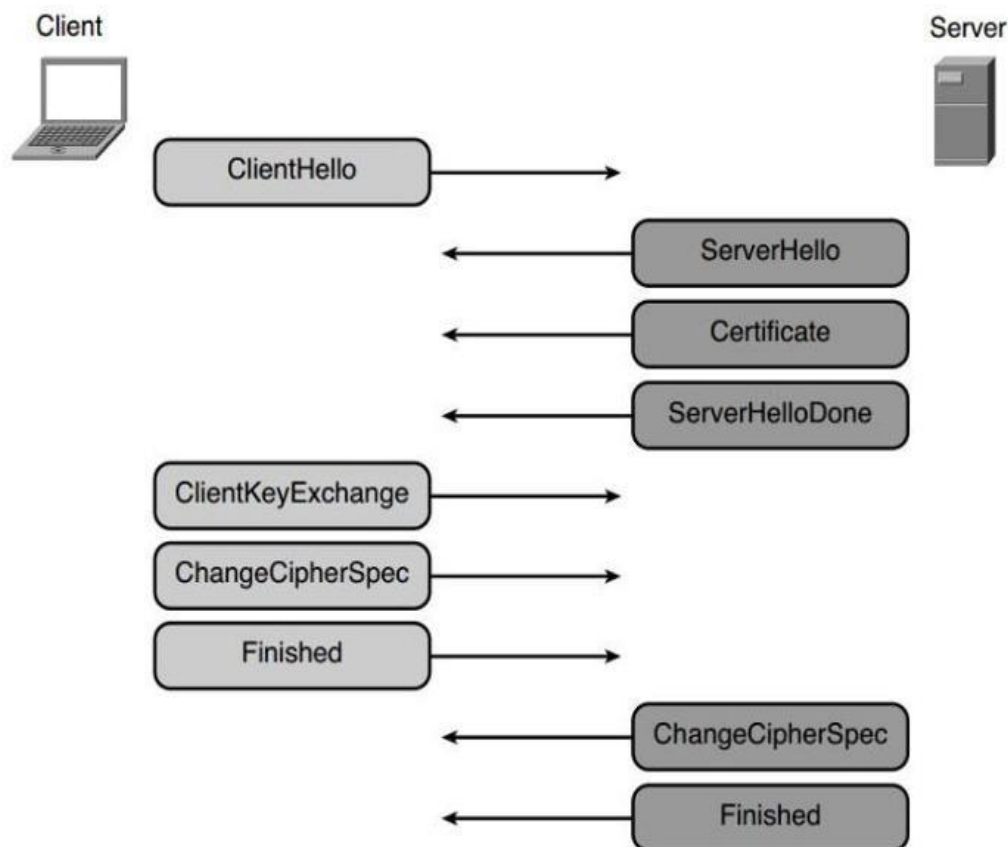 Client
Server
ClientHello
ServerHello
Certificate
ServerHelloDone
ClientKeyExchange
ChangeCipherSpec
Finished
ChangeCipherSpec
Finished